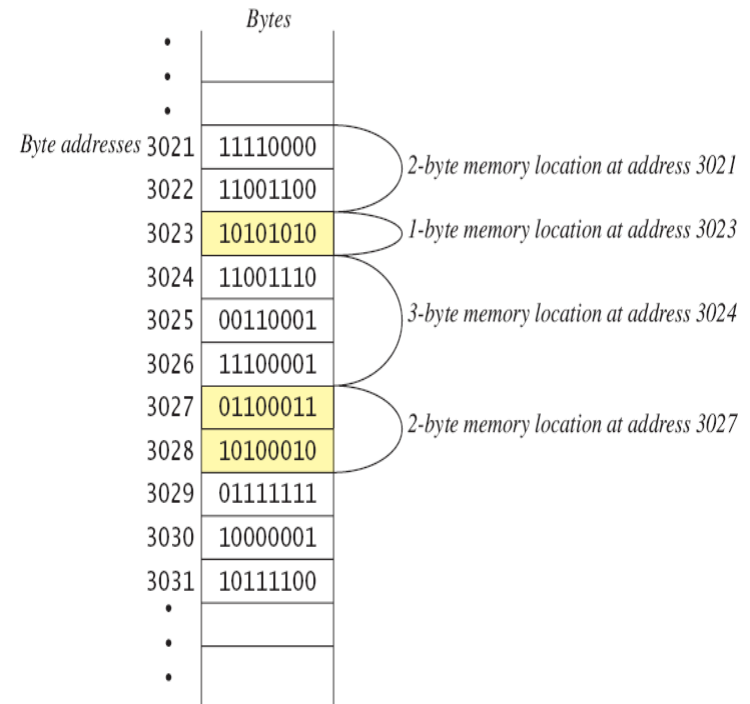 Bytes
Byte addresses 3021 11110000
2-byte memory location at address 3021
3022 11001100
3023 10101010 1-byte memory location at address 3023
3024 11001110
3025 00110001 3-byte memory location at address 3024
3026 11100001
3027 01100011
2-byte memory location at address 3027
3028 10100010
3029 01111111
3030 10000001
3031 10111100